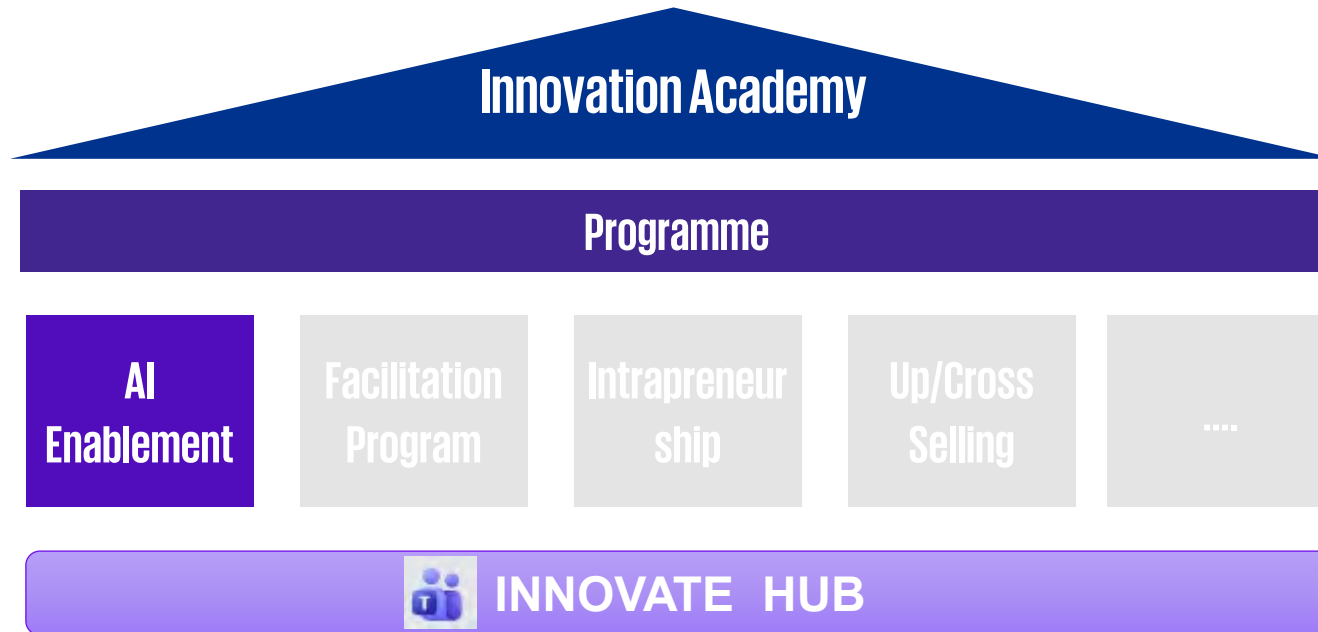 Innovation Academy
Programme
AI
Enablement
Facilitation
Program
Intrapreneur
ship
Up/Cross
Selling
....
T
INNOVATE HUB